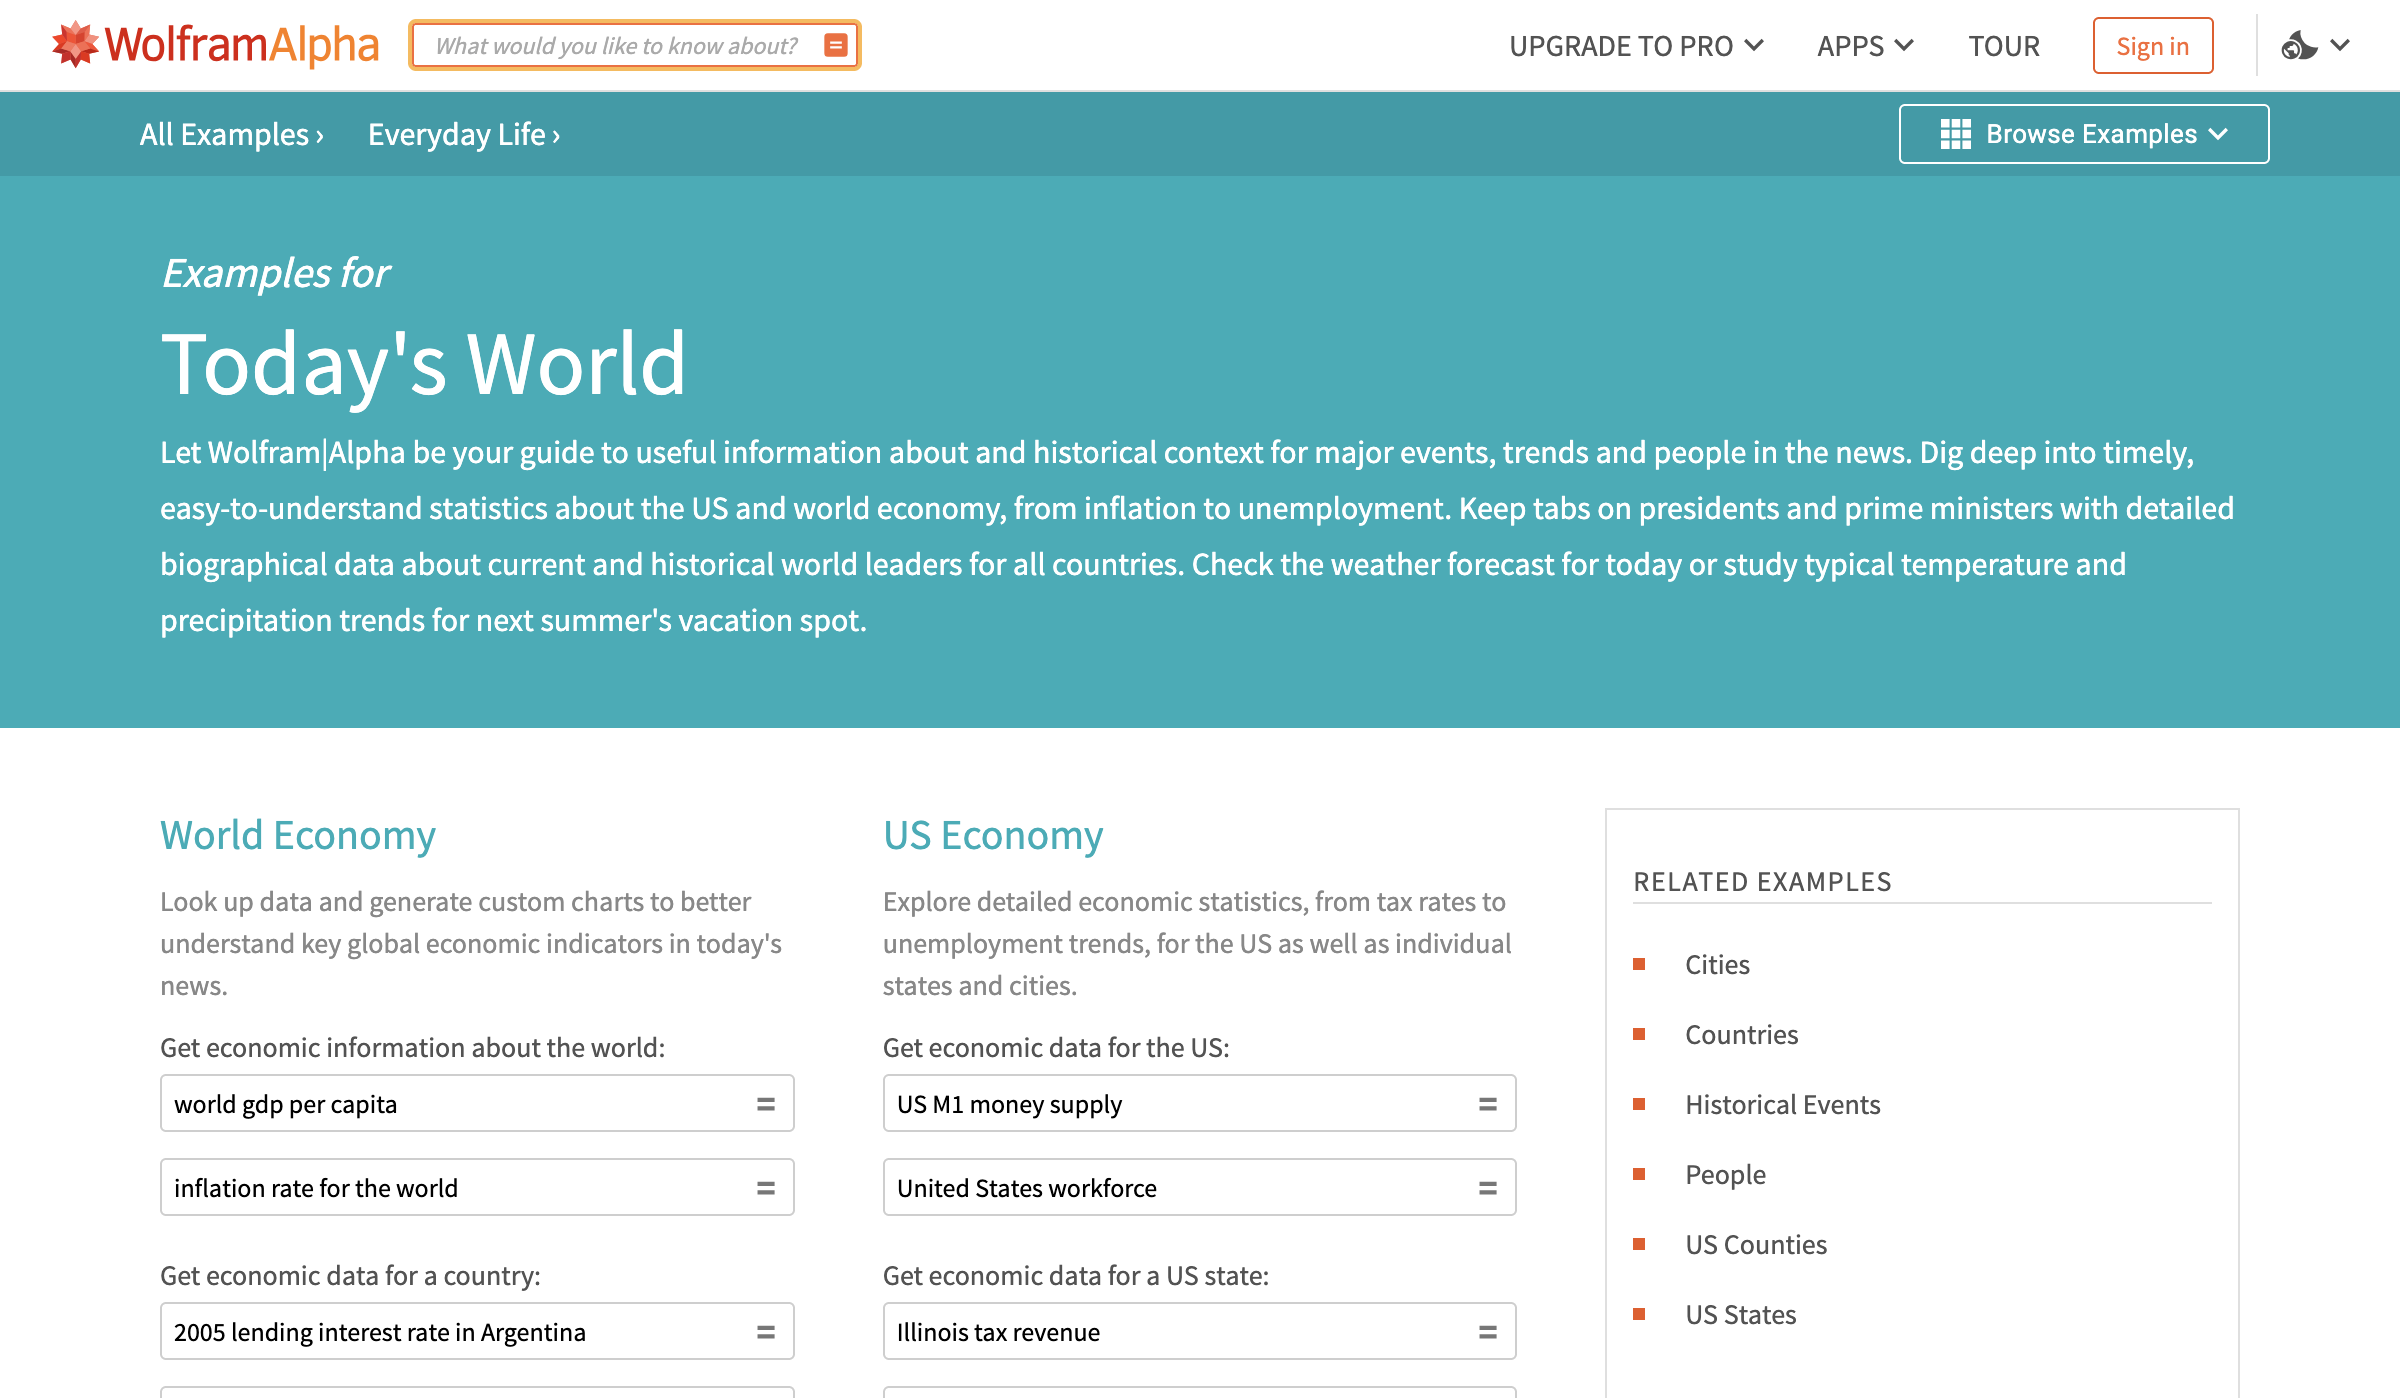 WolframAlpha
What would you like to know about?
UPGRADE TO PRO
APPS
TOUR
Sign in
All Examples ›
Everyday Life ›
Browse Examples
Examples for
Today's World
Let Wolfram|Alpha be your guide to useful information about and historical context for major events, trends and people in the news. Dig deep into timely,
easy-to-understand statistics about the US and world economy, from inflation to unemployment. Keep tabs on presidents and prime ministers with detailed
biographical data about current and historical world leaders for all countries. Check the weather forecast for today or study typical temperature and
precipitation trends for next summer's vacation spot.
World Economy
Look up data and generate custom charts to better
understand key global economic indicators in today's
news.
Get economic information about the world:
world gdp per capita
=
inflation rate for the world
=
Get economic data for a country:
2005 lending interest rate in Argentina
=
US Economy
Explore detailed economic statistics, from tax rates to
unemployment trends, for the US as well as individual
states and cities.
Get economic data for the US:
US M1 money supply
=
United States workforce
=
Get economic data for a US state:
Illinois tax revenue
=
RELATED EXAMPLES
Cities
Countries
Historical Events
People
US Counties
US States